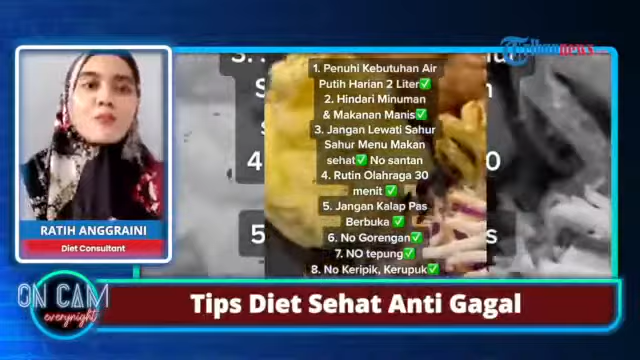 Tribunnews
1. Penuhi Kebutuhan Air
Putih Harian 2 Liter✅
2. Hindari Minuman
& Makanan Manis✅
3. Jangan Lewati Sahur
Sahur Menu Makan
sehat✅ No santan
4. Rutin Olahraga 30
menit ✅
5. Jangan Kalap Pas
Berbuka ✅
6. No Gorengan✅
7. NO tepung✅
8. No Keripik, Kerupuk✅
RATIH ANGGRAINI
Diet Consultant
ON CAM
everynight
Tips Diet Sehat Anti Gagal